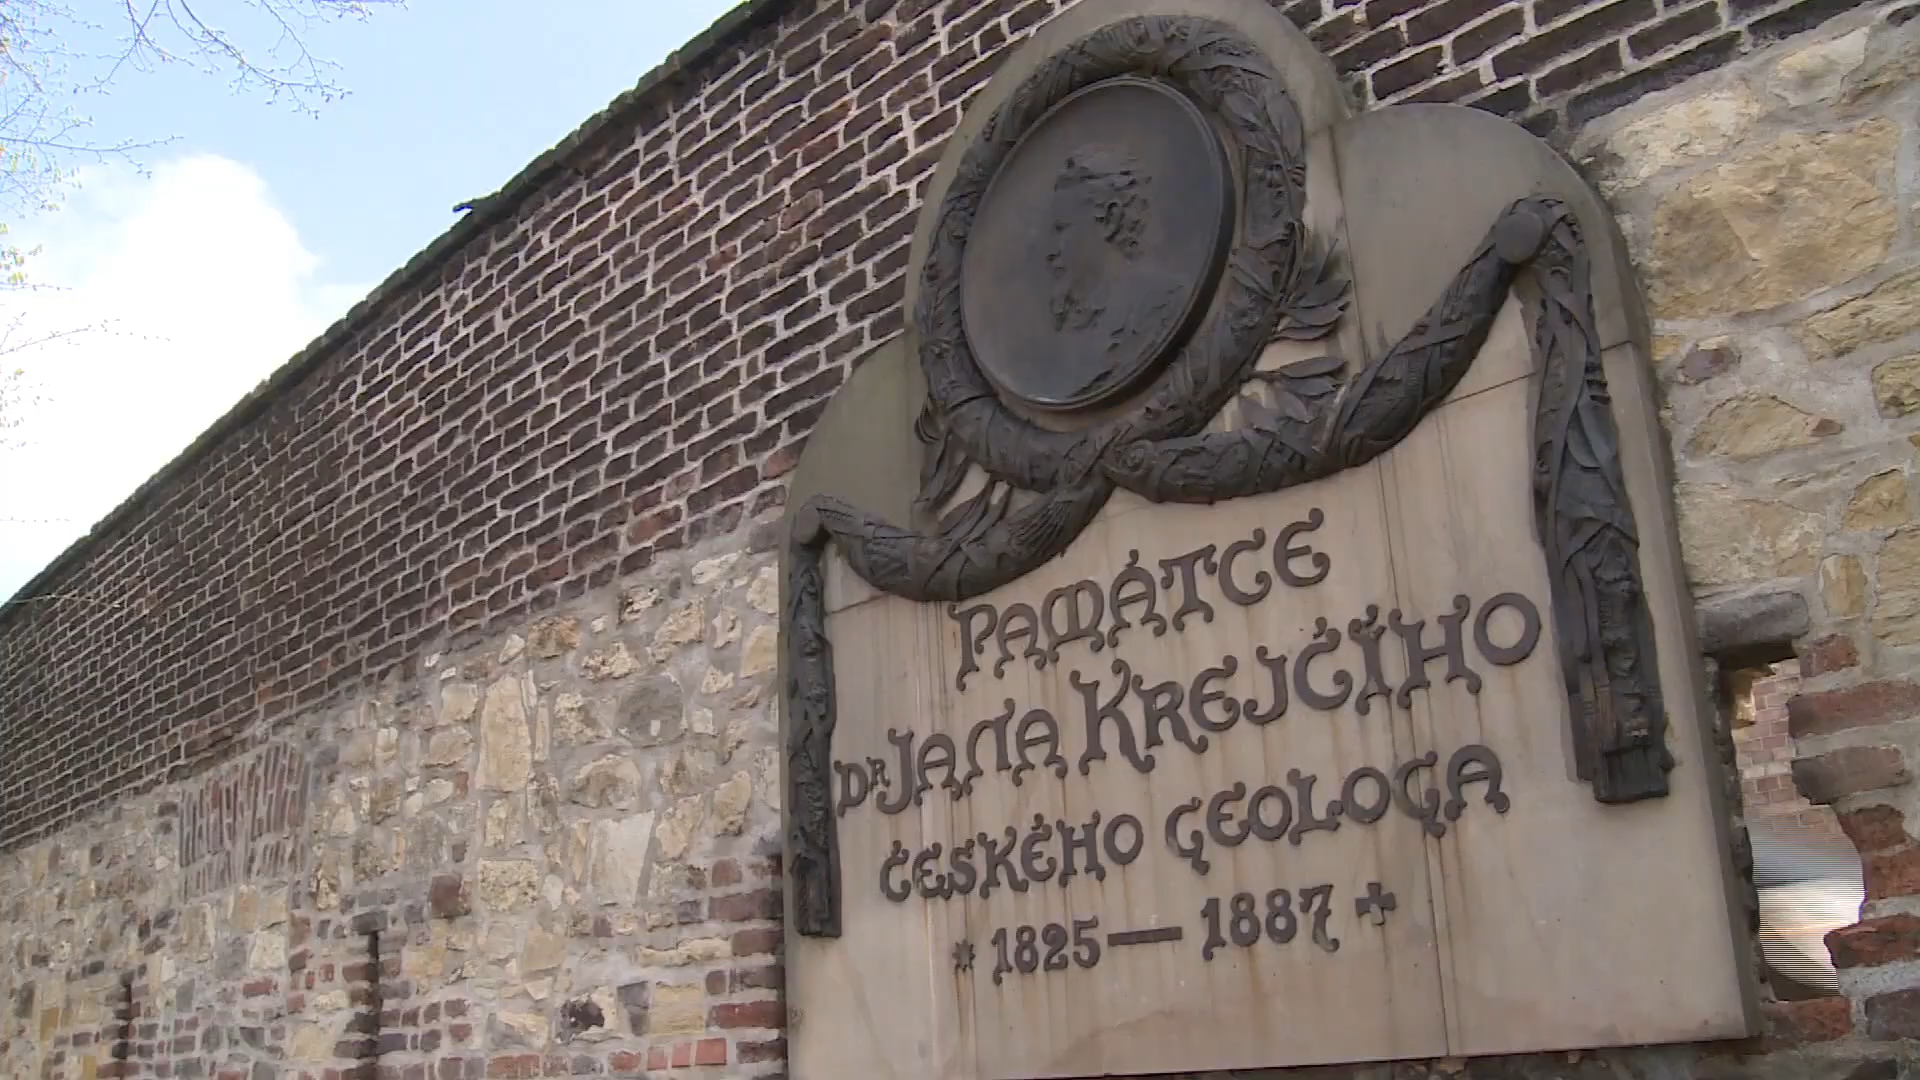 PAMÁTCE
DR JANA KREJČÍHO
ČESKÉHO GEOLOGA
* 1825 — 1887 ✝